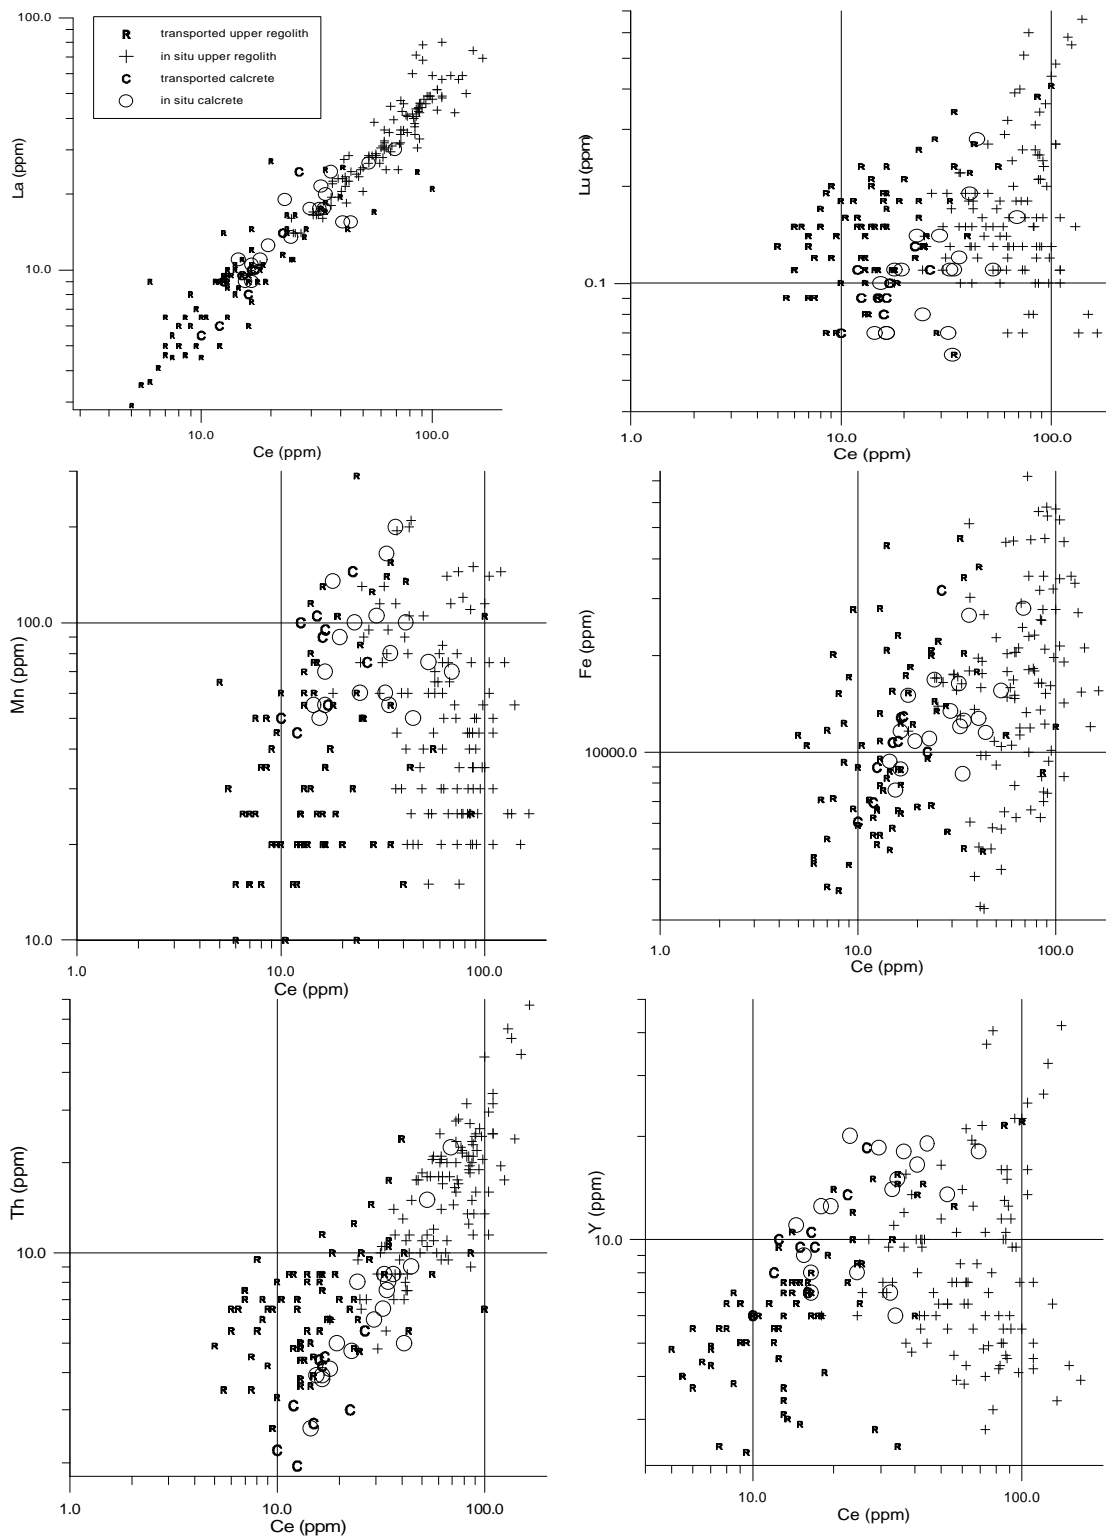 100.0
R transported upper regolith
+ in situ upper regolith
C transported calcrete
in situ calcrete
La (ppm)
10.0
10.0
100.0
Ce (ppm)
Lu (ppm)
0.1
1.0
10.0
100.0
Ce (ppm)
Mn (ppm)
100.0
10.0
1.0
10.0
100.0
Ce (ppm)
Fe (ppm)
10000.0
1.0
10.0
100.0
Ce (ppm)
Th (ppm)
10.0
1.0
10.0
100.0
Ce (ppm)
Y (ppm)
10.0
10.0
100.0
Ce (ppm)